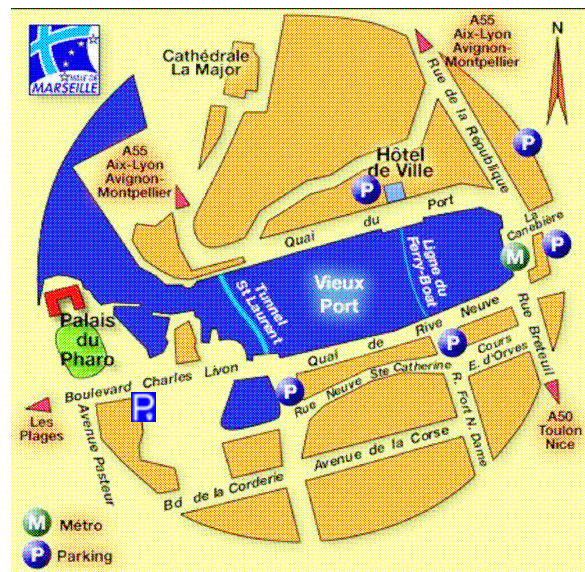 VILLE DE
MARSEILLE
Cathédrale
La Major
A55
Aix-Lyon
Avignon-
Montpellier
N
Rue de la République
P
A55
Aix-Lyon
Avignon-
Montpellier
Hôtel
de Ville
P
Quai du Port
La Canebière
P
M
Ligne du
Ferry-Boat
Vieux
Port
Tunnel
St Laurent
Palais
du
Pharo
Quai de Rive Neuve
Rue Breteuil
P
Cours
E. d'Orves
Boulevard Charles Livon
P
Rue Neuve Ste Catherine
R. Fort N. Dame
P
Les
Plages
Avenue Pasteur
A50
Toulon
Nice
Avenue de la Corse
Bd de la Corderie
M Métro
P Parking